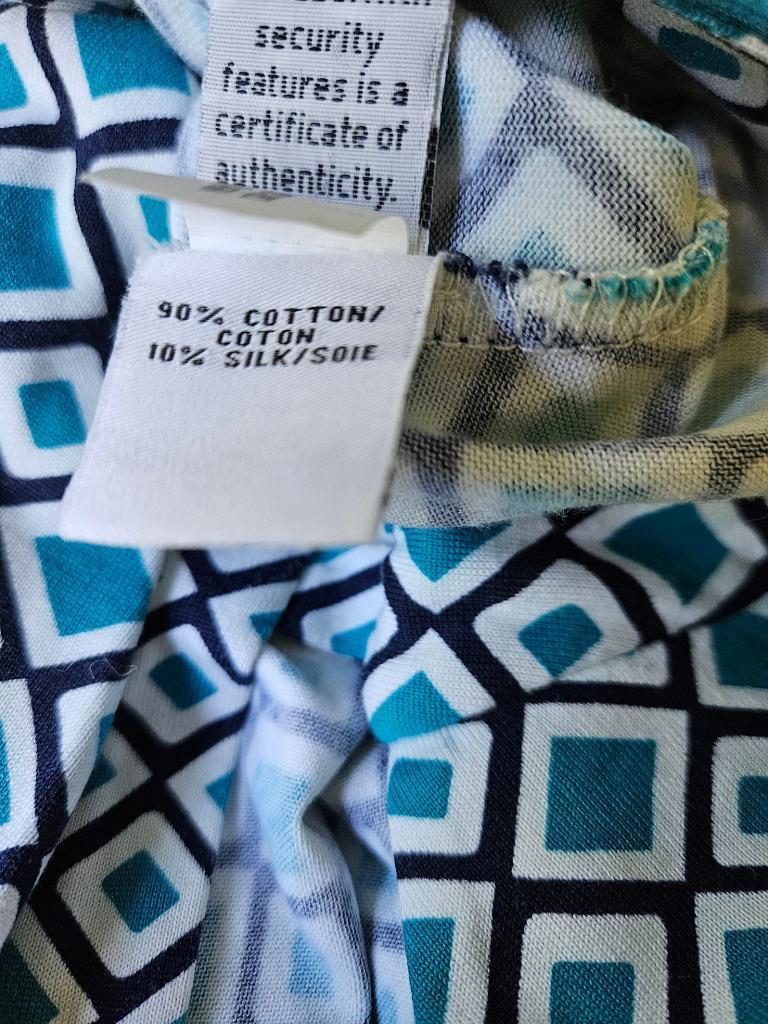 security
features is a
certificate of
authenticity.
90% COTTON/
COTON
10% SILK/SOIE